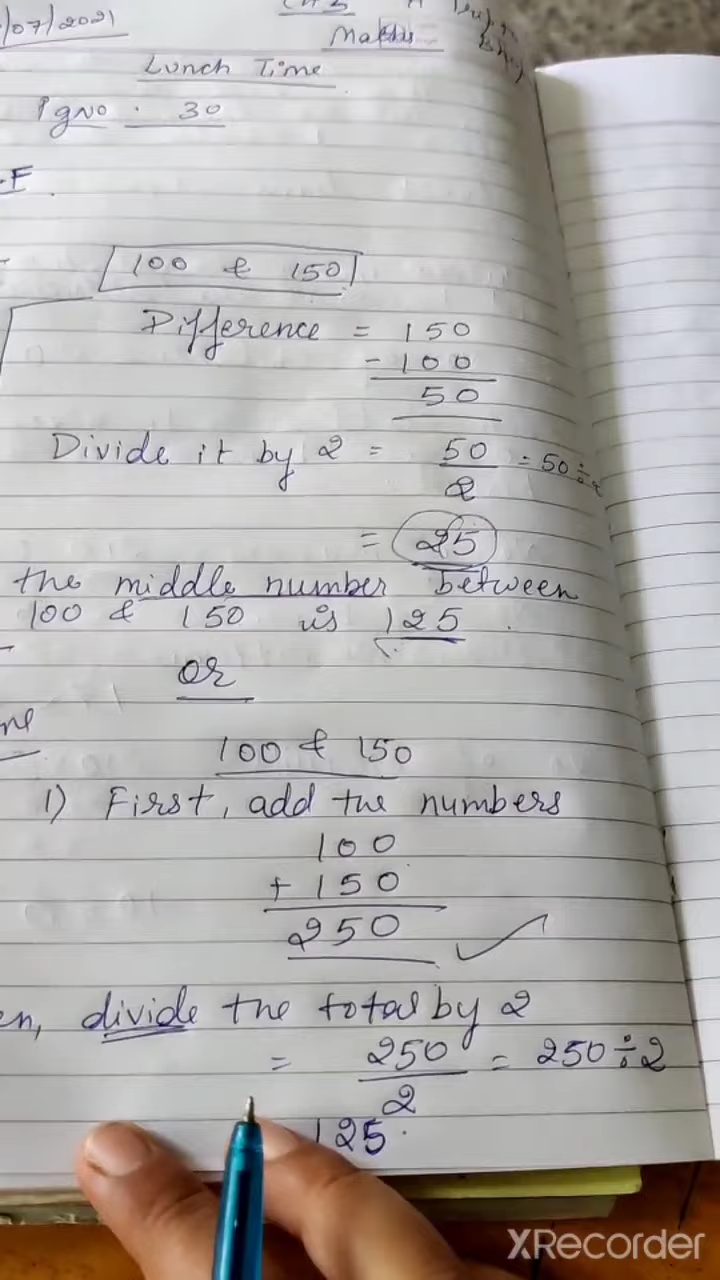 /07/2021
Maths
Lunch Time
Pg no. 30
100 & 150
Difference = 150
- 100
50
Divide it by 2 = 50/2 = 50÷2
= 25
the middle number between
100 & 150 is 125.
or
100 & 150
1) First, add the numbers
100
+ 150
250
en, divide the total by 2
= 250/2 = 250÷2
125.
XRecorder